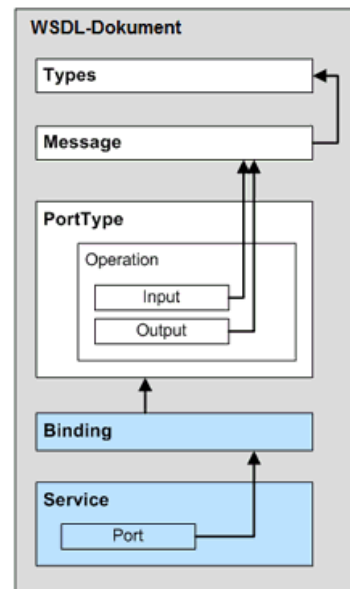 WSDL-Dokument
Types
Message
PortType
Operation
Input
Output
Binding
Service
Port